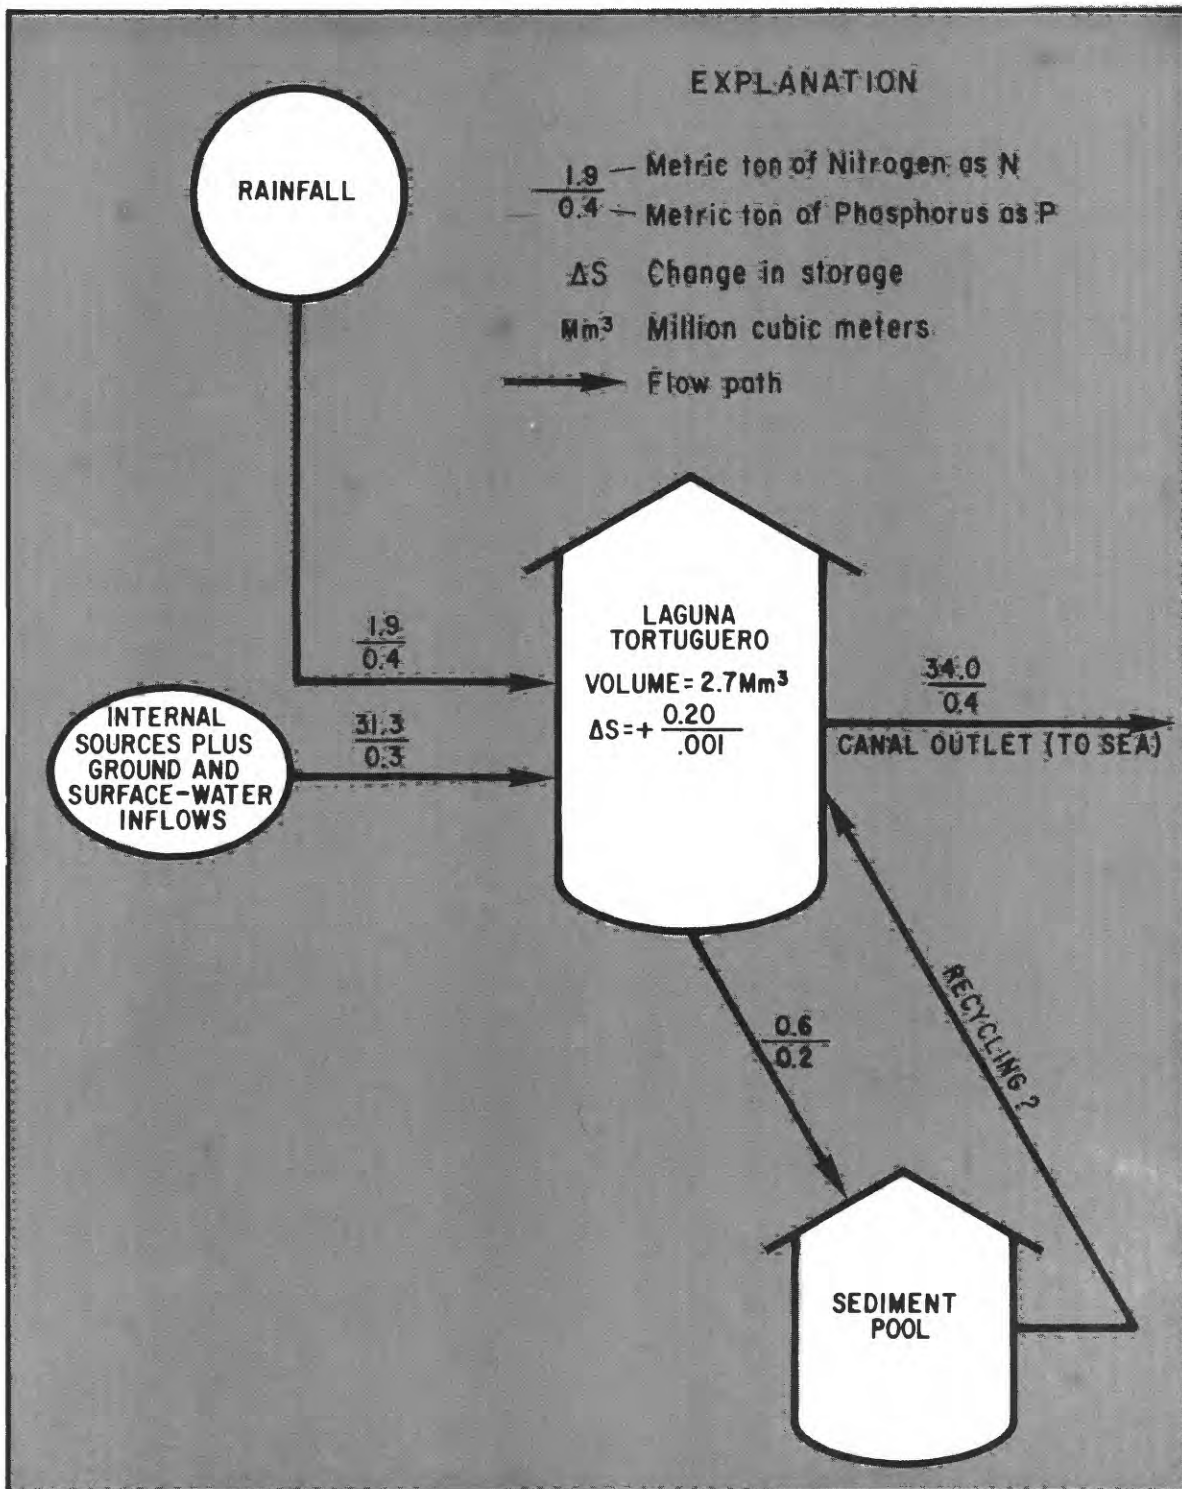 EXPLANATION
1.9 — Metric ton of Nitrogen as N
0.4 — Metric ton of Phosphorus as P
ΔS Change in storage
Mm³ Million cubic meters
Flow path
RAINFALL
1.9
0.4
INTERNAL
SOURCES PLUS
GROUND AND
SURFACE-WATER
INFLOWS
31.3
0.3
LAGUNA
TORTUGUERO
VOLUME = 2.7Mm³
ΔS=+ 0.20
.001
34.0
0.4
CANAL OUTLET (TO SEA)
0.6
0.2
RECYCLING ?
SEDIMENT
POOL